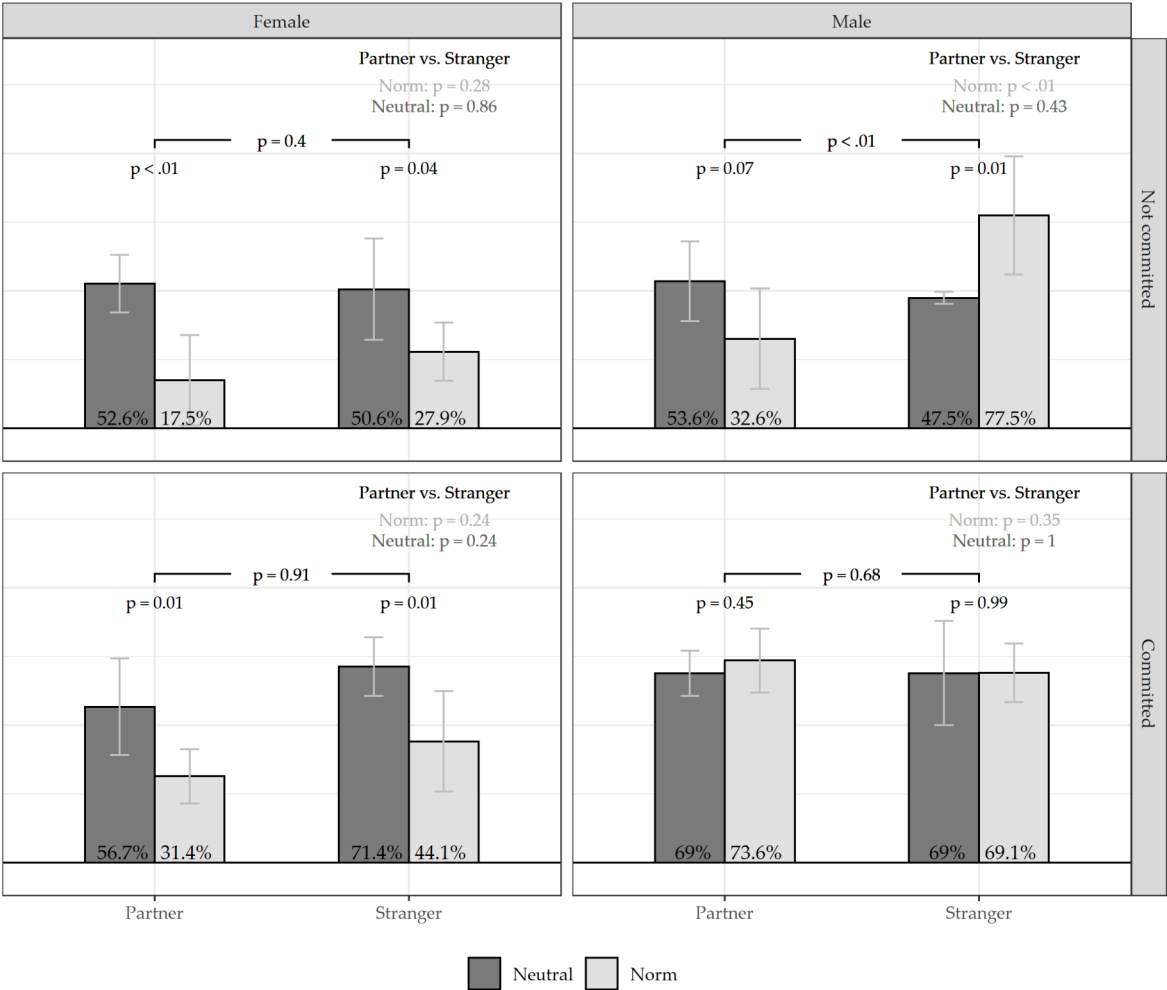 Female
Male
Partner vs. Stranger
Norm: p = 0.28
Neutral: p = 0.86
p = 0.4
p < .01
p = 0.04
52.6%
17.5%
50.6%
27.9%
Partner vs. Stranger
Norm: p < .01
Neutral: p = 0.43
p < .01
p = 0.07
p = 0.01
53.6%
32.6%
47.5%
77.5%
Not committed
Partner vs. Stranger
Norm: p = 0.24
Neutral: p = 0.24
p = 0.91
p = 0.01
p = 0.01
56.7%
31.4%
71.4%
44.1%
Partner vs. Stranger
Norm: p = 0.35
Neutral: p = 1
p = 0.68
p = 0.45
p = 0.99
69%
73.6%
69%
69.1%
Committed
Partner
Stranger
Partner
Stranger
Neutral
Norm